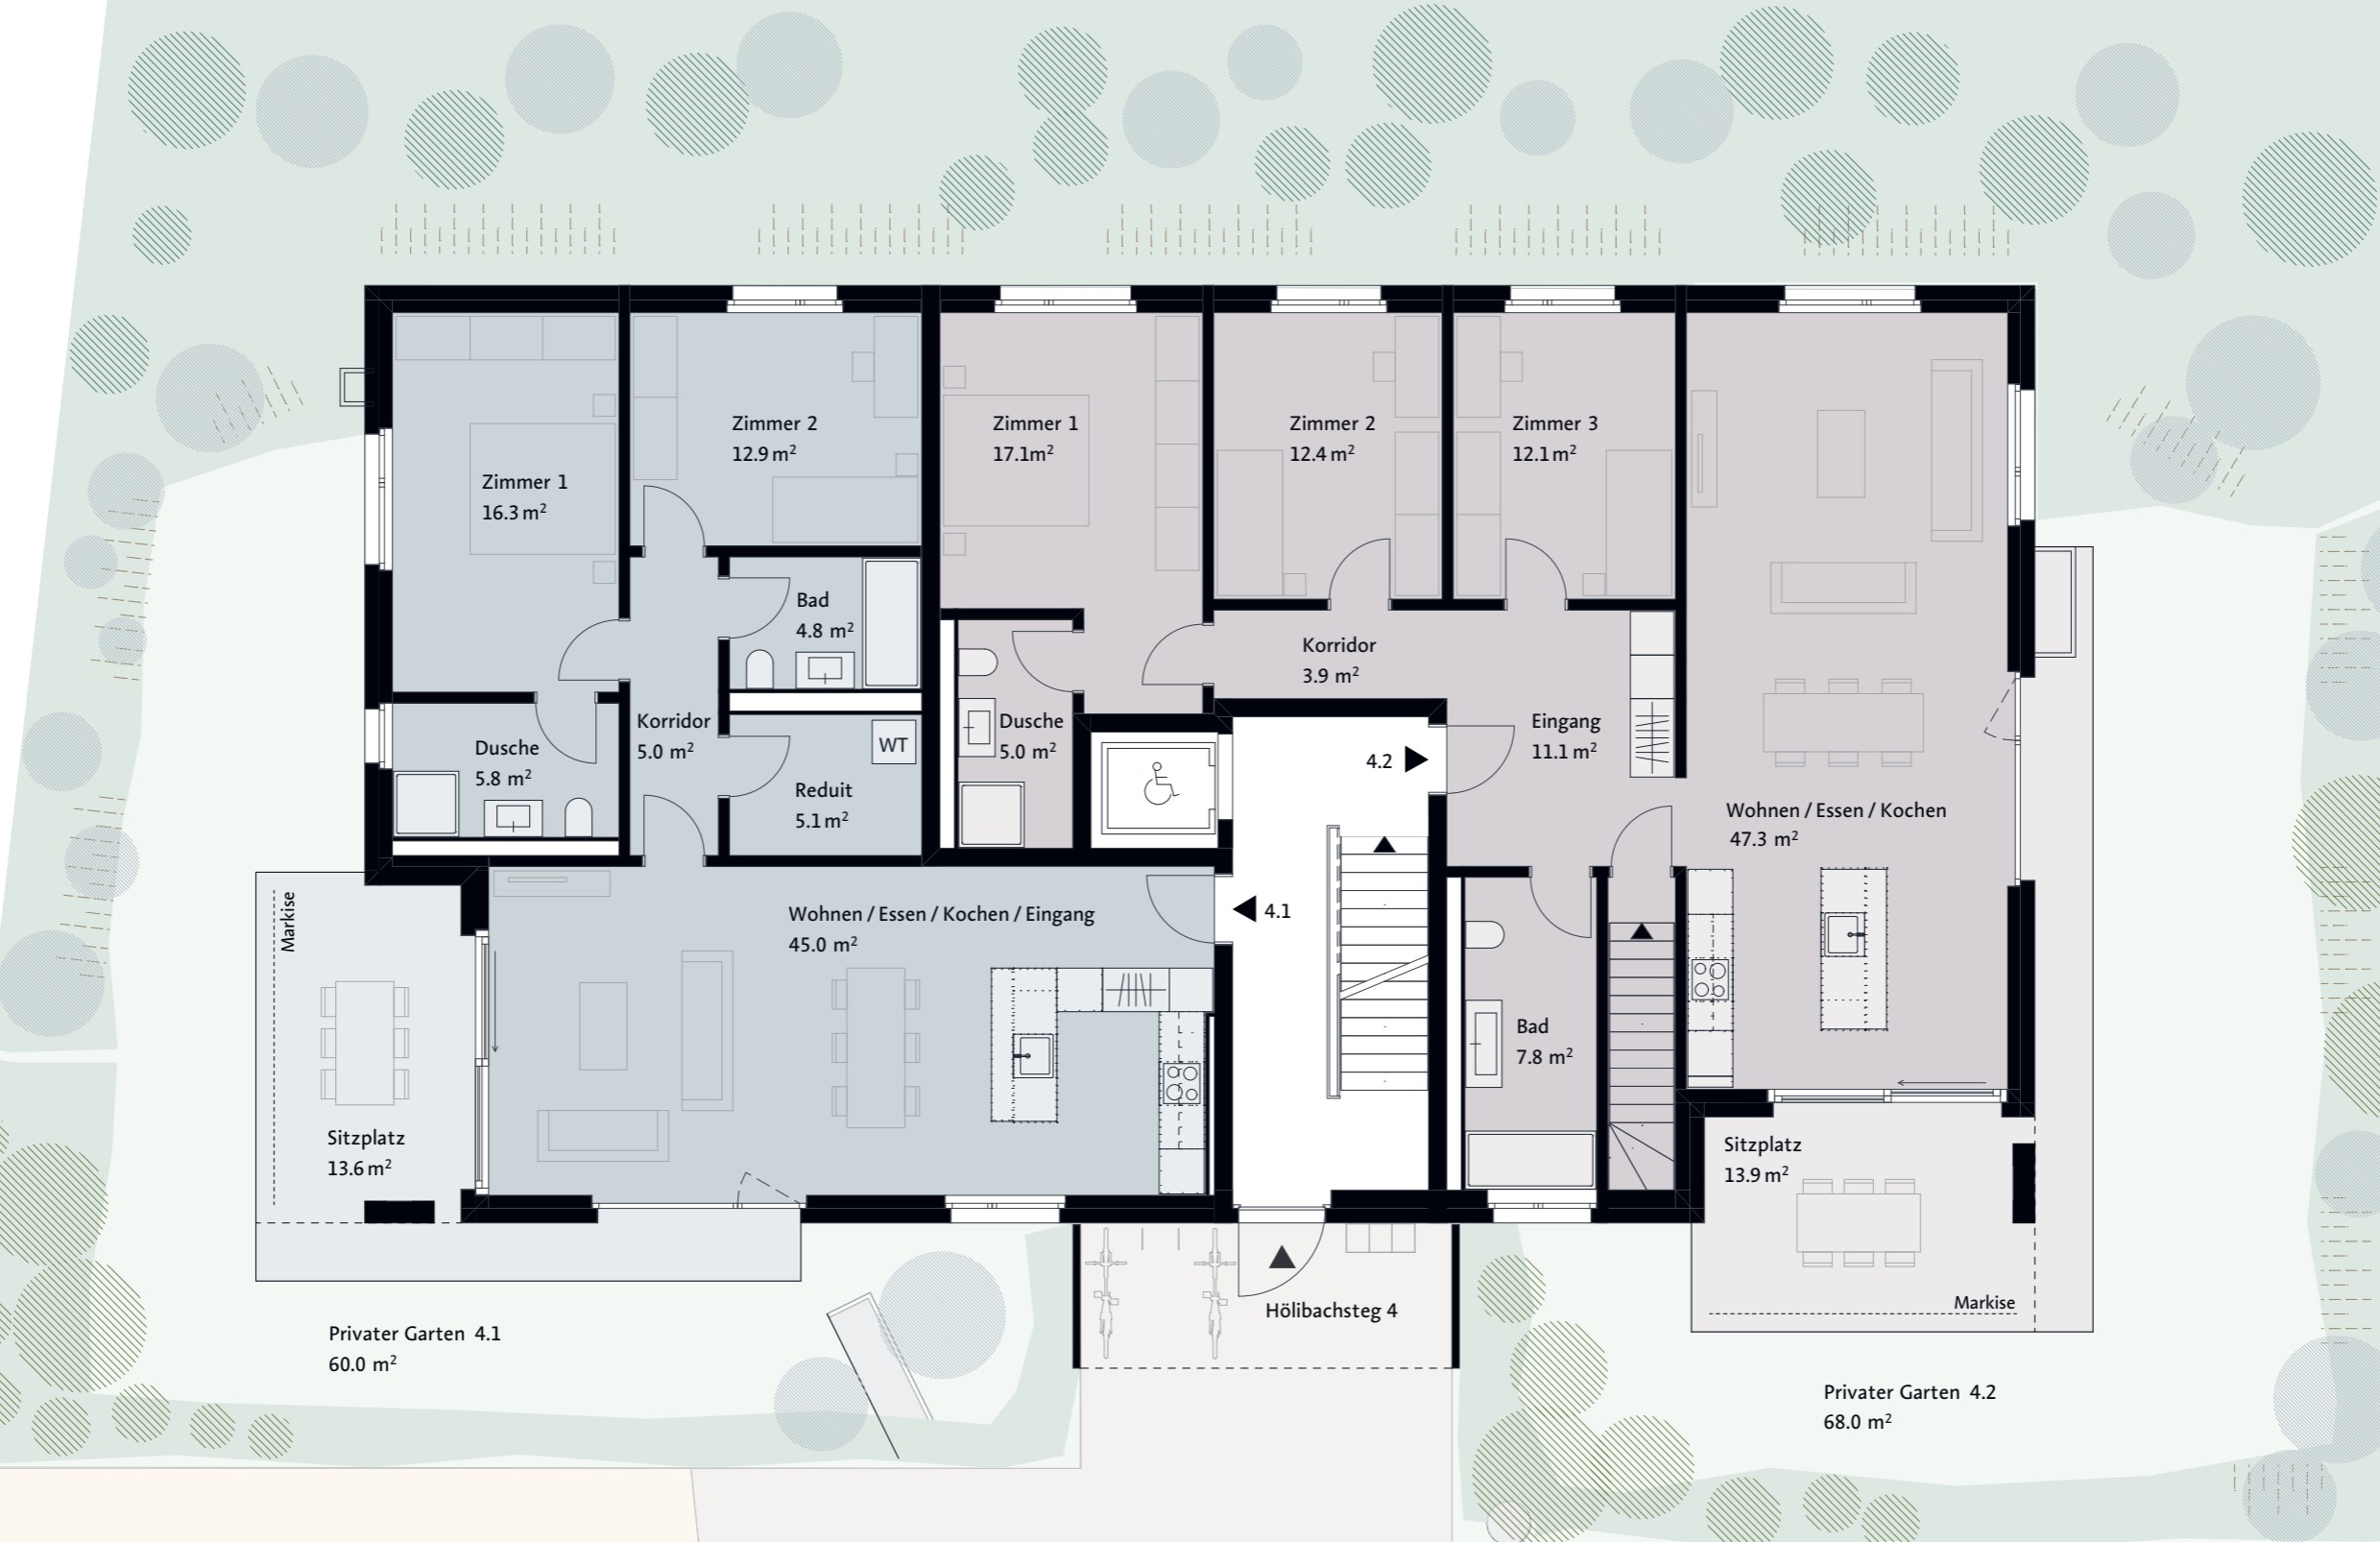 Zimmer 1
16.3 m²
Zimmer 2
12.9 m²
Zimmer 1
17.1m²
Zimmer 2
12.4 m²
Zimmer 3
12.1 m²
Bad
4.8 m²
Korridor
3.9 m²
Korridor
5.0 m²
Dusche
5.8 m²
WT
Reduit
5.1 m²
Dusche
5.0 m²
4.2
Eingang
11.1 m²
Wohnen / Essen / Kochen
47.3 m²
Markise
Wohnen / Essen / Kochen / Eingang
45.0 m²
4.1
Bad
7.8 m²
Sitzplatz
13.6 m²
Sitzplatz
13.9 m²
Markise
Hölibachsteg 4
Privater Garten 4.1
60.0 m²
Privater Garten 4.2
68.0 m²